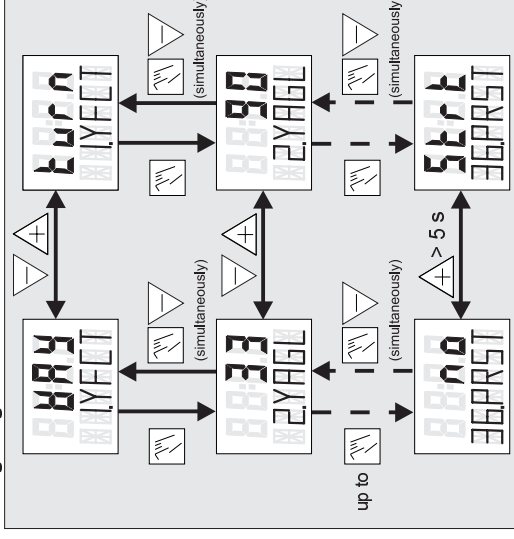 WAY
1.YFCT
turn
1.YFCT
(simultaneously)
(simultaneously)
33
2.YAGL
90
2.YAGL
up to
(simultaneously)
(simultaneously)
> 5 s
no
36.PRST
Strt
36.PRST